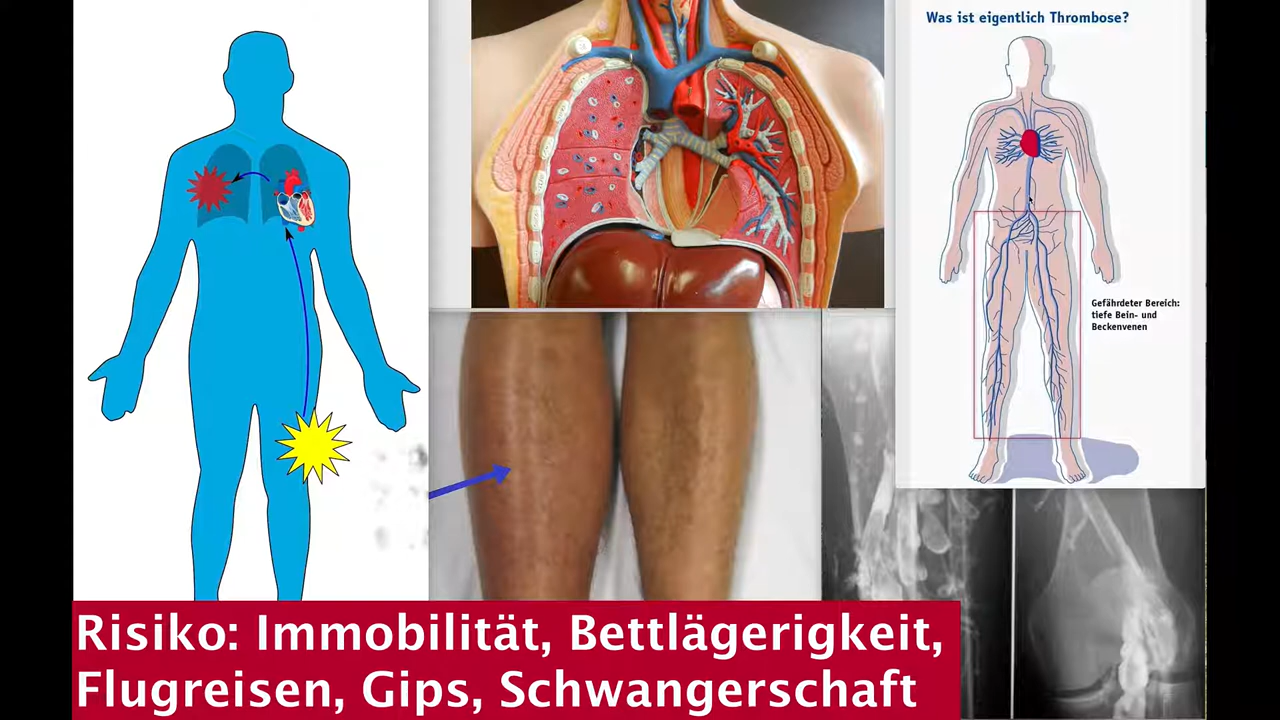 Was ist eigentlich Thrombose?
Gefährdeter Bereich:
tiefe Bein- und
Beckenvenen
Risiko: Immobilität, Bettlägerigkeit,
Flugreisen, Gips, Schwangerschaft